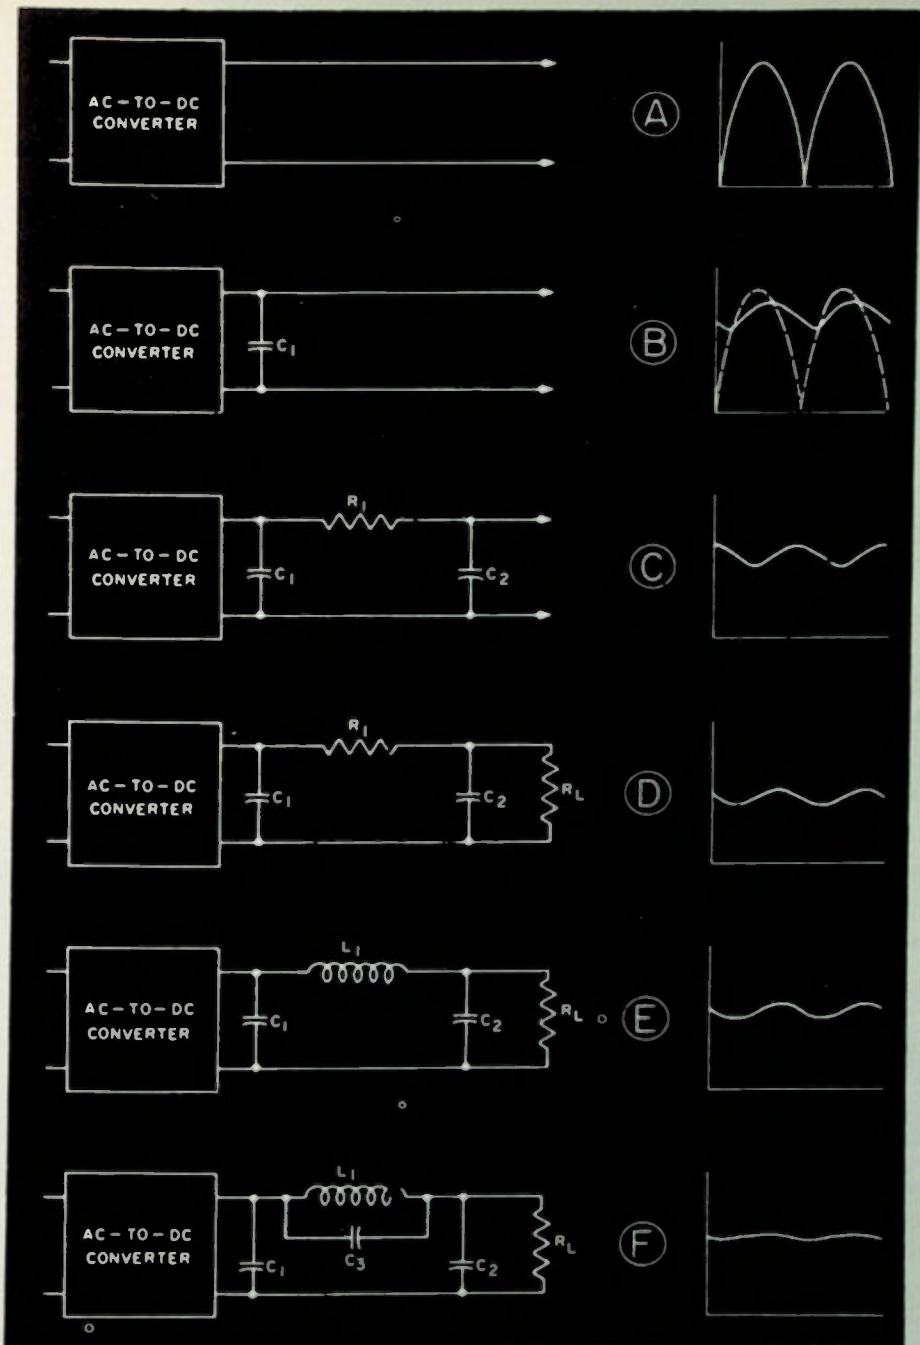 AC-TO-DC
CONVERTER
A
AC-TO-DC
CONVERTER
C1
B
AC-TO-DC
CONVERTER
C1
R1
C2
C
AC-TO-DC
CONVERTER
C1
R1
C2
RL
D
AC-TO-DC
CONVERTER
C1
L1
C2
RL
E
AC-TO-DC
CONVERTER
C1
L1
C3
C2
RL
F